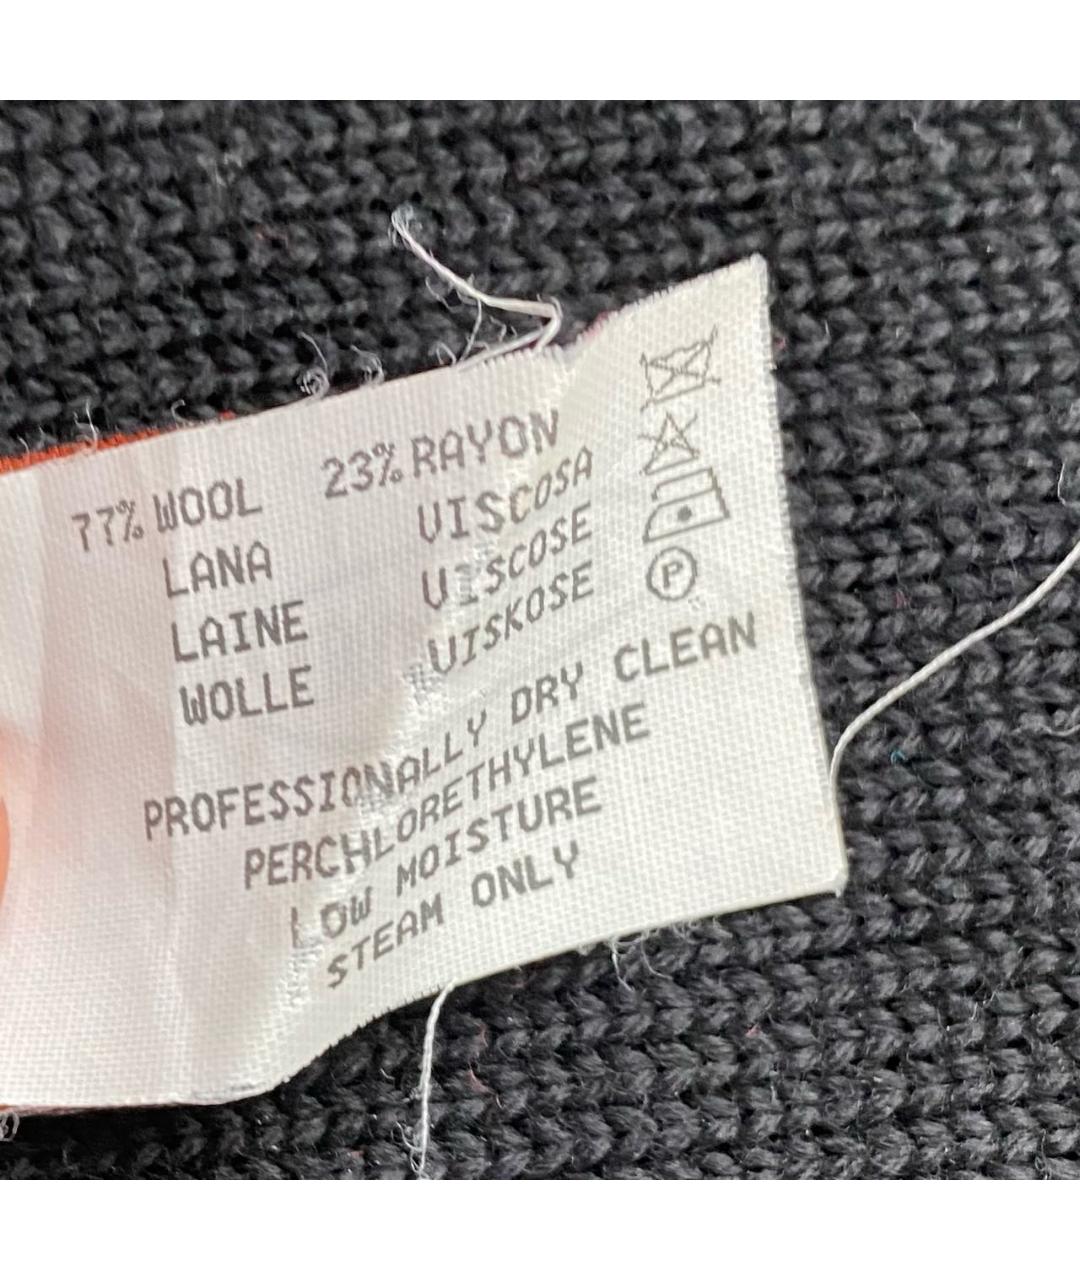 77% WOOL 23% RAYON
LANA VISCOSA
LAINE VISCOSE
WOLLE VISKOSE
P
PROFESSIONALLY DRY CLEAN
PERCHLORETHYLENE
LOW MOISTURE
STEAM ONLY